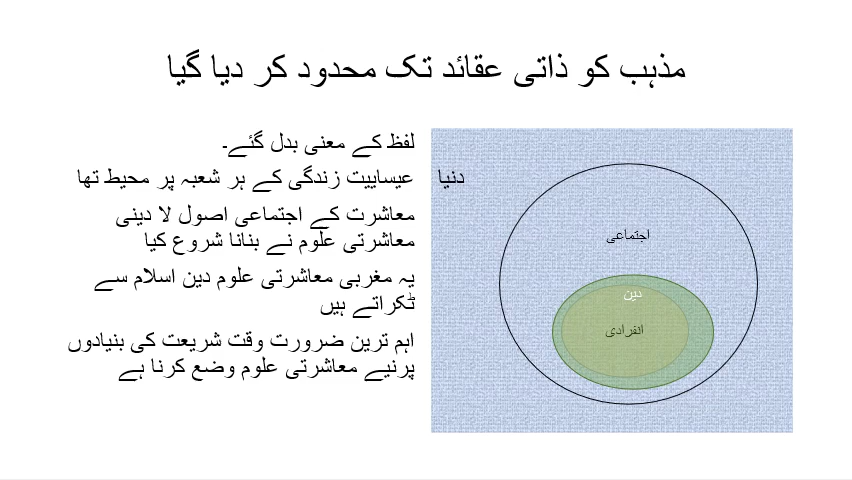 مذہب کو ذاتی عقائد تک محدود کر دیا گیا
لفظ کے معنی بدل گئے۔
عیساییت زندگی کے ہر شعبہ پر محیط تھا
معاشرت کے اجتماعی اصول لا دینی
معاشرتی علوم نے بنانا شروع کیا
یہ مغربی معاشرتی علوم دین اسلام سے
ٹکراتے ہیں
اہم ترین ضرورت وقت شریعت کی بنیادوں
پرنیے معاشرتی علوم وضع کرنا ہے
دنیا
اجتماعی
دین
انفرادی